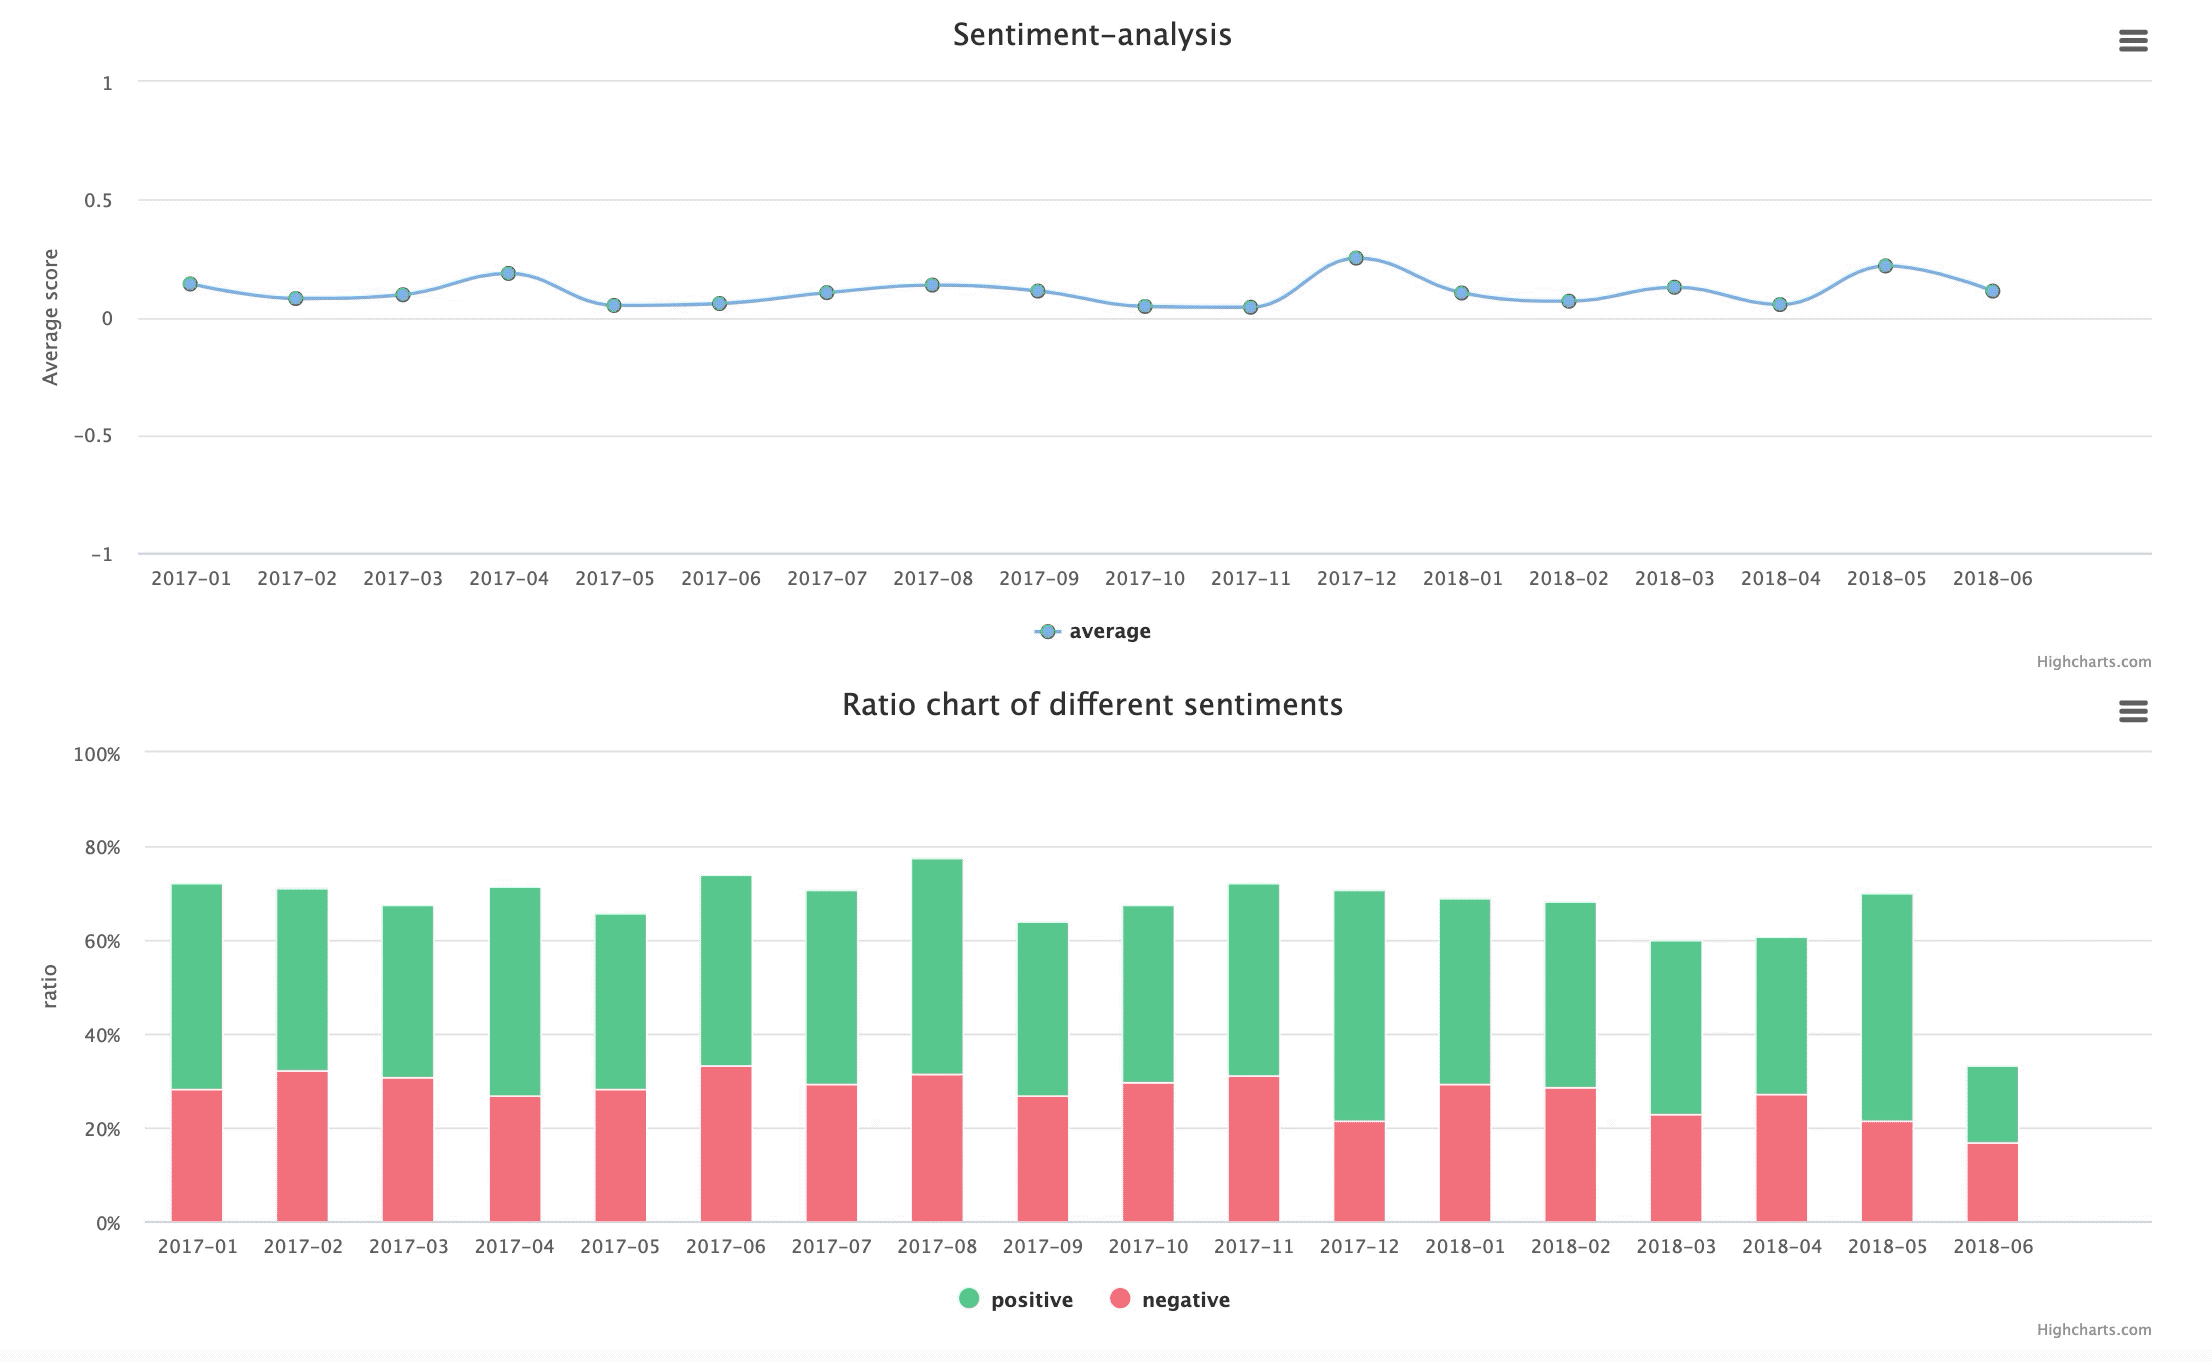 Sentiment-analysis
1
0.5
0
-0.5
-1
Average score
2017-01 2017-02 2017-03 2017-04 2017-05 2017-06 2017-07 2017-08 2017-09 2017-10 2017-11 2017-12 2018-01 2018-02 2018-03 2018-04 2018-05 2018-06
average
Highcharts.com
Ratio chart of different sentiments
100%
80%
60%
40%
20%
0%
ratio
2017-01 2017-02 2017-03 2017-04 2017-05 2017-06 2017-07 2017-08 2017-09 2017-10 2017-11 2017-12 2018-01 2018-02 2018-03 2018-04 2018-05 2018-06
positive negative
Highcharts.com